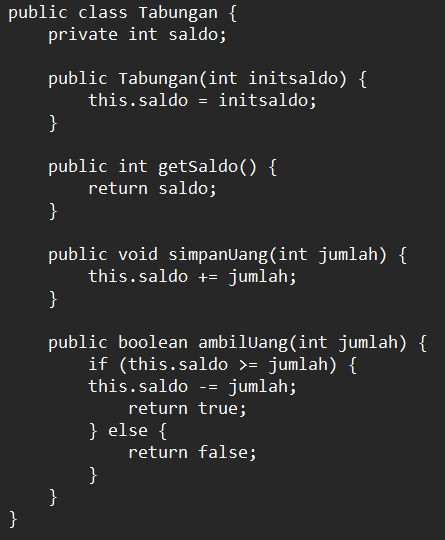 public class Tabungan {
    private int saldo;

    public Tabungan(int initsaldo) {
        this.saldo = initsaldo;
    }

    public int getSaldo() {
        return saldo;
    }

    public void simpanUang(int jumlah) {
        this.saldo += jumlah;
    }

    public boolean ambilUang(int jumlah) {
        if (this.saldo >= jumlah) {
        this.saldo -= jumlah;
            return true;
        } else {
            return false;
        }
    }
}